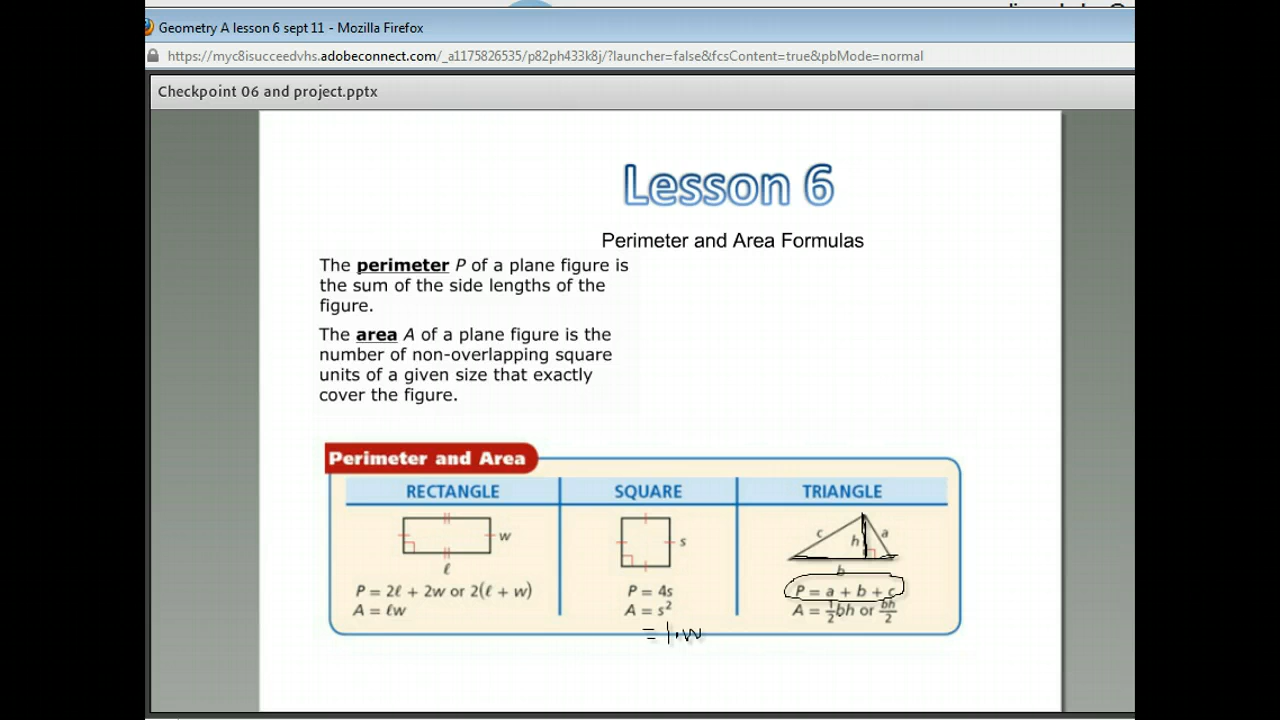 Geometry A lesson 6 sept 11 - Mozilla Firefox
https://myc8isucceedvhs.adobeconnect.com/_a1175826535/p82ph433k8j/?launcher=false&fcsContent=true&pbMode=normal
Checkpoint 06 and project.pptx
Lesson 6
Perimeter and Area Formulas
The perimeter P of a plane figure is
the sum of the side lengths of the
figure.
The area A of a plane figure is the
number of non-overlapping square
units of a given size that exactly
cover the figure.
Perimeter and Area
RECTANGLE
w
ℓ
P = 2ℓ + 2w or 2(ℓ + w)
A = ℓw
SQUARE
s
P = 4s
A = s²
= l·w
TRIANGLE
c
h
a
b
P = a + b + c
A = ½bh or bh/2